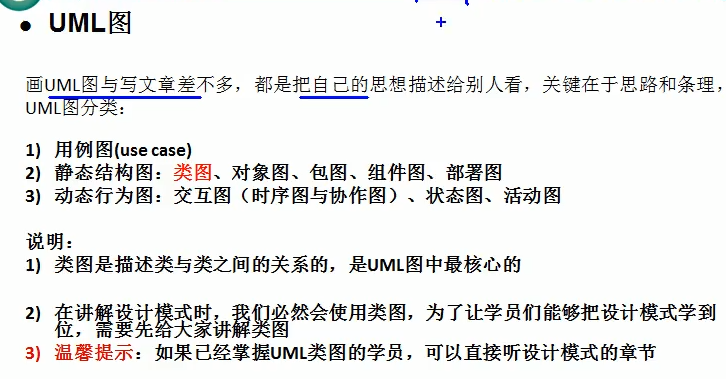 ● UML图
画UML图与写文章差不多，都是把自己的思想描述给别人看，关键在于思路和条理，
UML图分类：
1) 用例图(use case)
2) 静态结构图：类图、对象图、包图、组件图、部署图
3) 动态行为图：交互图（时序图与协作图）、状态图、活动图
说明：
1) 类图是描述类与类之间的关系的，是UML图中最核心的
2) 在讲解设计模式时，我们必然会使用类图，为了让学员们能够把设计模式学到
位，需要先给大家讲解类图
3) 温馨提示：如果已经掌握UML类图的学员，可以直接听设计模式的章节